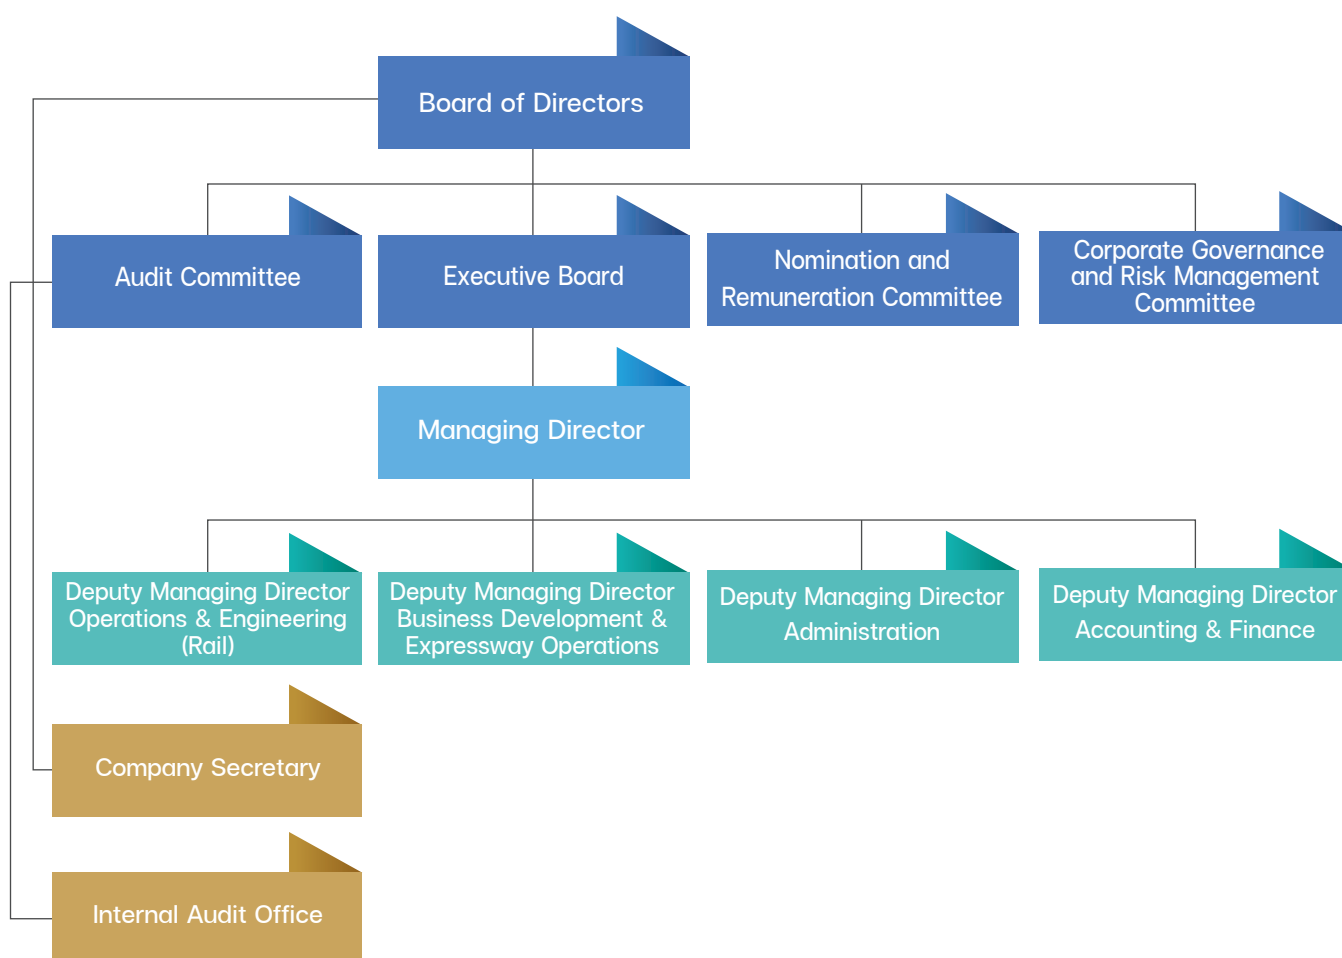 Board of Directors
Audit Committee
Executive Board
Nomination and
Remuneration Committee
Corporate Governance
and Risk Management
Committee
Managing Director
Deputy Managing Director
Operations & Engineering
(Rail)
Deputy Managing Director
Business Development &
Expressway Operations
Deputy Managing Director
Administration
Deputy Managing Director
Accounting & Finance
Company Secretary
Internal Audit Office